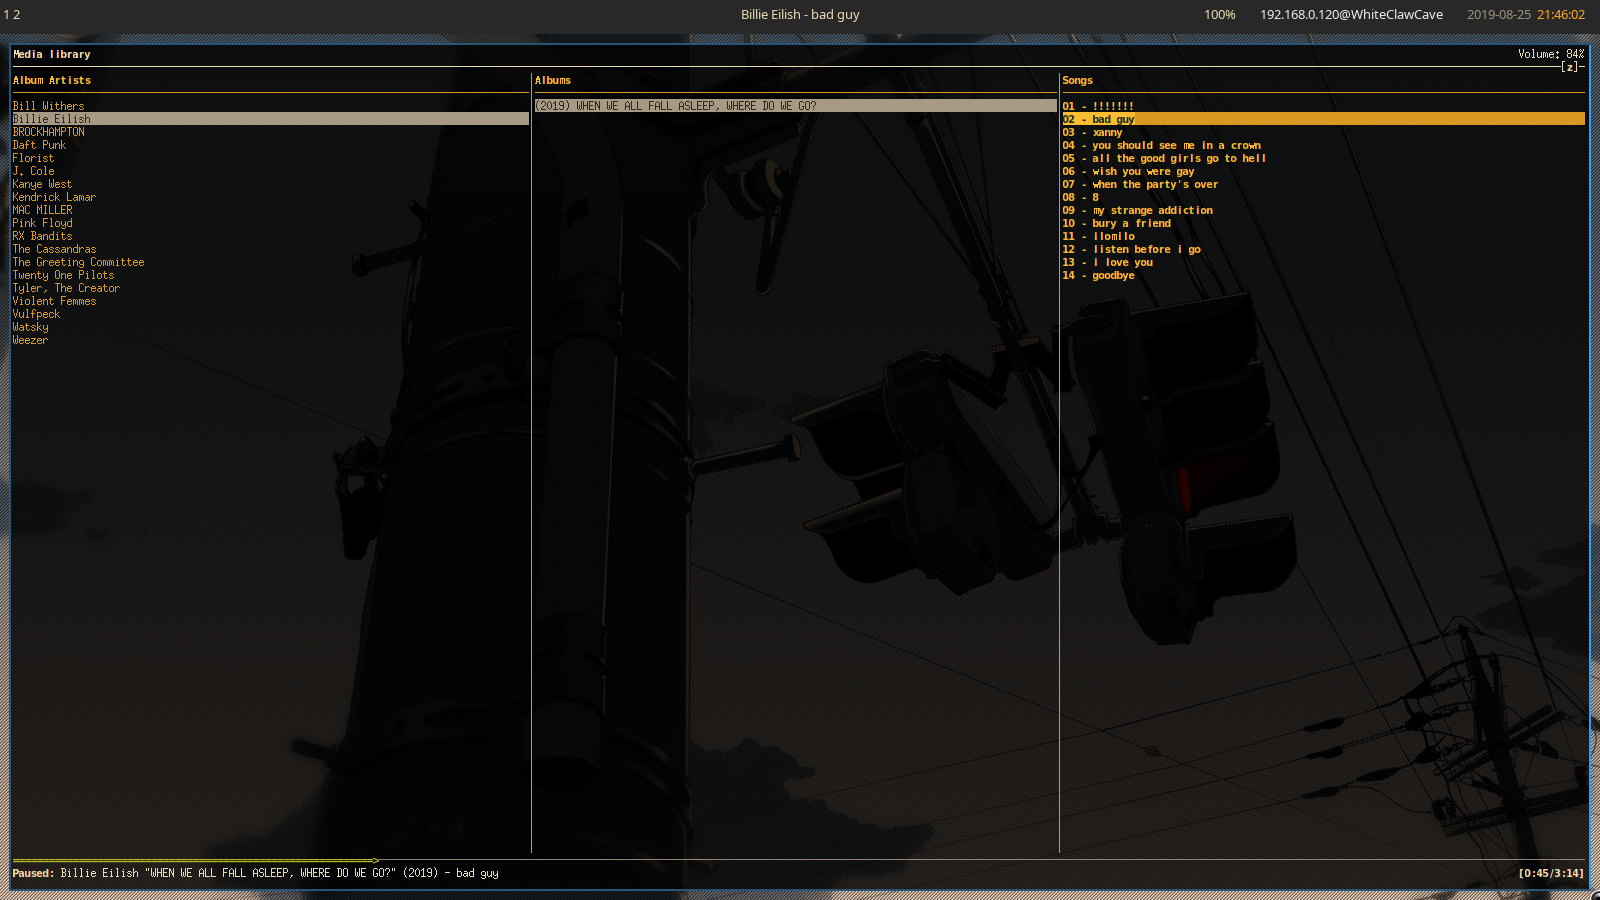 1 2
Billie Eilish - bad guy
100%
192.168.0.120@WhiteClawCave
2019-08-25 21:46:02
Media library
Volume: 84%
[z]
Album Artists
Bill Withers
Billie Eilish
BROCKHAMPTON
Daft Punk
Florist
J. Cole
Kanye West
Kendrick Lamar
MAC MILLER
Pink Floyd
RX Bandits
The Cassandras
The Greeting Committee
Twenty One Pilots
Tyler, The Creator
Violent Femmes
Vulfpeck
Watsky
Weezer
Albums
(2019) WHEN WE ALL FALL ASLEEP, WHERE DO WE GO?
Songs
01 - !!!!!!!
02 - bad guy
03 - xanny
04 - you should see me in a crown
05 - all the good girls go to hell
06 - wish you were gay
07 - when the party's over
08 - 8
09 - my strange addiction
10 - bury a friend
11 - ilomilo
12 - listen before i go
13 - i love you
14 - goodbye
Paused: Billie Eilish "WHEN WE ALL FALL ASLEEP, WHERE DO WE GO?" (2019) - bad guy
[0:45/3:14]